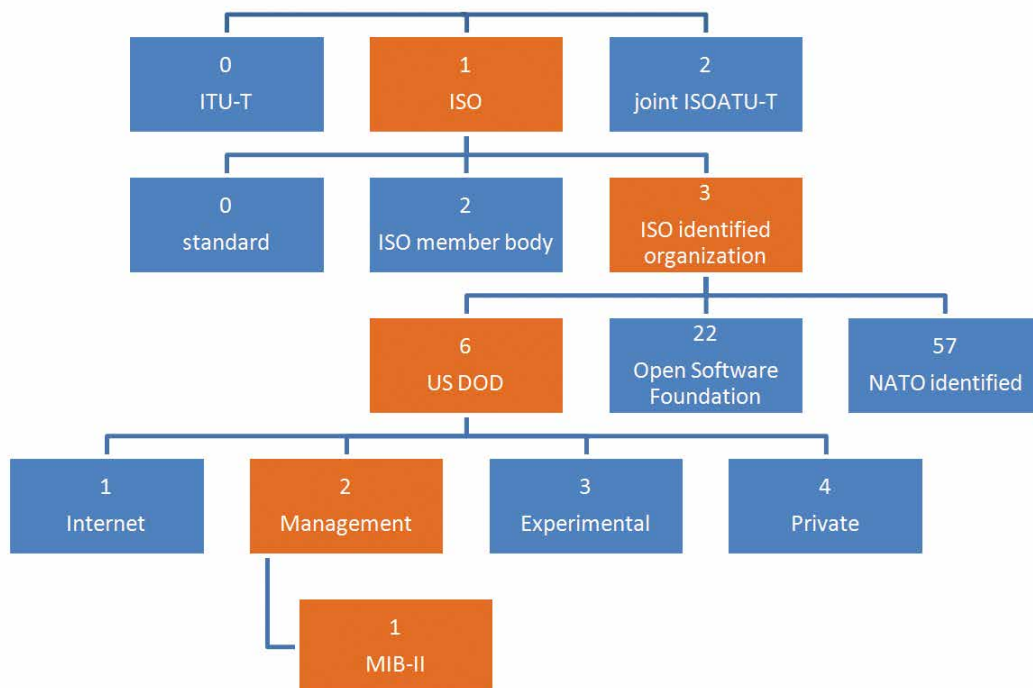 0
ITU-T
1
ISO
2
joint ISOATU-T
0
standard
2
ISO member body
3
ISO identified
organization
6
US DOD
22
Open Software
Foundation
57
NATO identified
1
Internet
2
Management
3
Experimental
4
Private
1
MIB-II